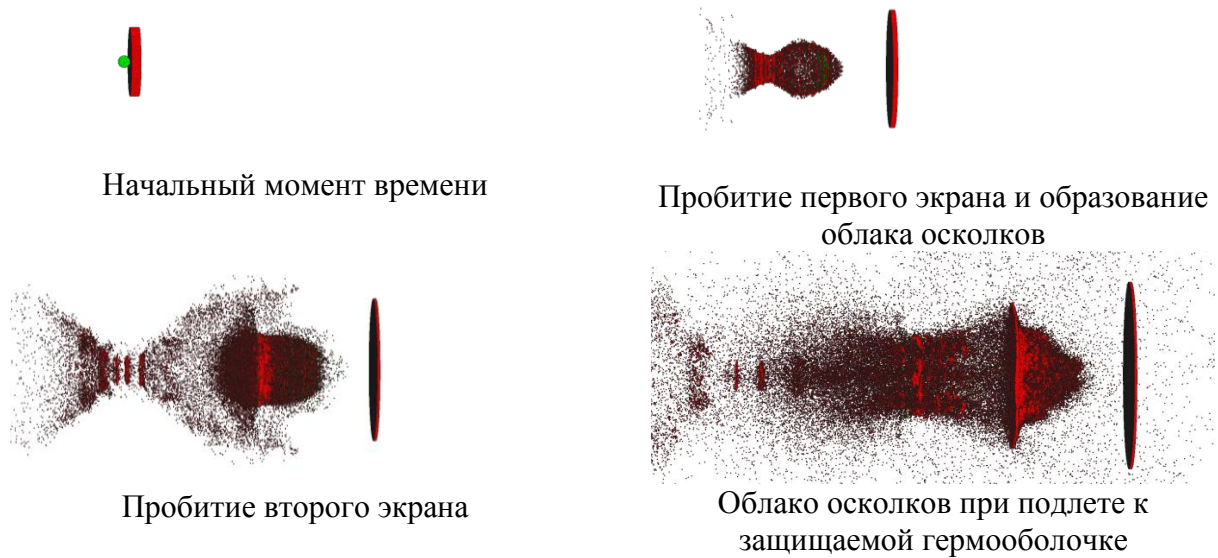 Начальный момент времени
Пробитие первого экрана и образование
облака осколков
Пробитие второго экрана
Облако осколков при подлете к
защищаемой гермооболочке